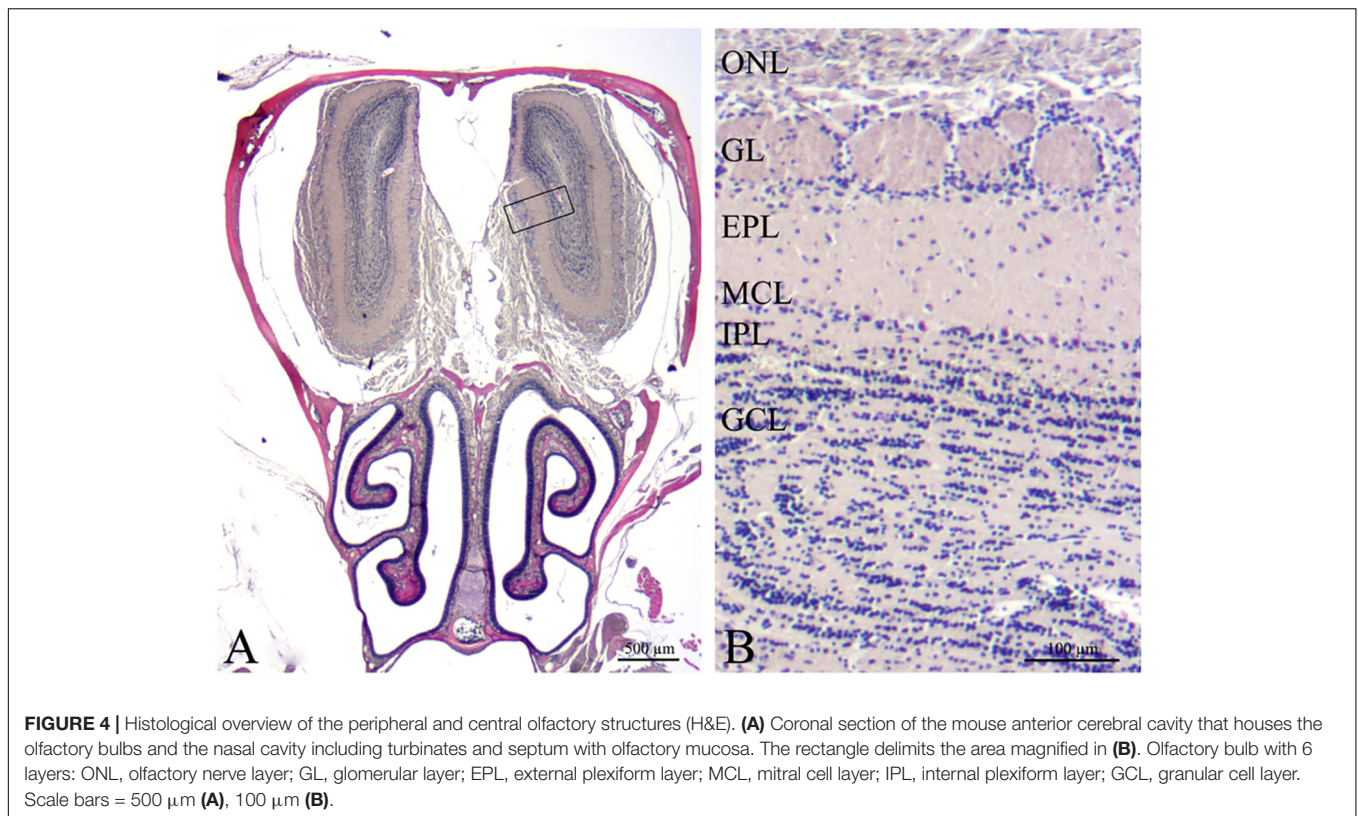 ONL
GL
EPL
MCL
IPL
GCL
A
500 µm
B
100 µm
FIGURE 4 | Histological overview of the peripheral and central olfactory structures (H&E). (A) Coronal section of the mouse anterior cerebral cavity that houses the
olfactory bulbs and the nasal cavity including turbinates and septum with olfactory mucosa. The rectangle delimits the area magnified in (B). Olfactory bulb with 6
layers: ONL, olfactory nerve layer; GL, glomerular layer; EPL, external plexiform layer; MCL, mitral cell layer; IPL, internal plexiform layer; GCL, granular cell layer.
Scale bars = 500 µm (A), 100 µm (B).